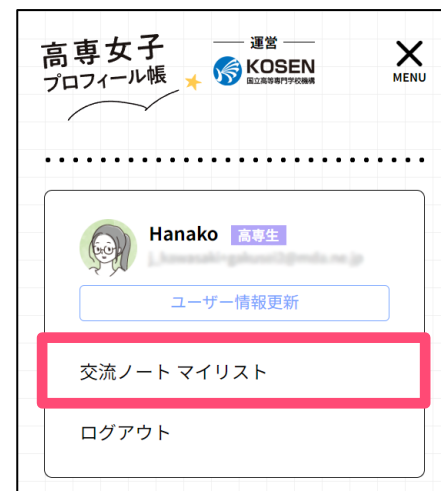 高専女子
プロフィール帳
運営
KOSEN
国立高等専門学校機構
MENU
Hanako 高専生
ユーザー情報更新
交流ノート マイリスト
ログアウト